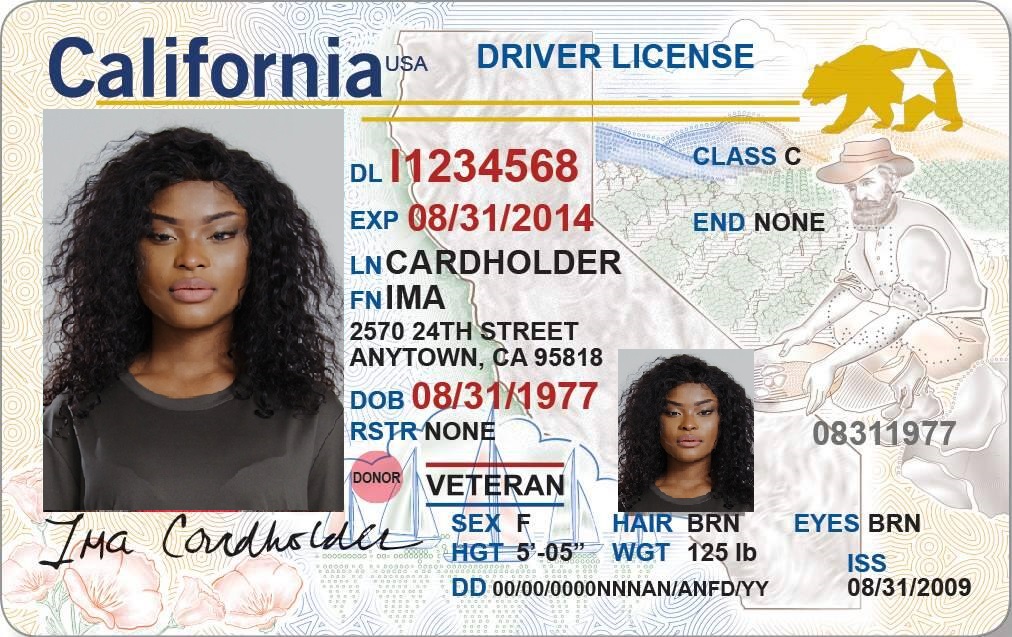 California USA DRIVER LICENSE
DL I1234568 CLASS C
EXP 08/31/2014 END NONE
LN CARDHOLDER
FN IMA
2570 24TH STREET
ANYTOWN, CA 95818
DOB 08/31/1977
RSTR NONE 08311977
DONOR VETERAN
Ima Cardholder
SEX F HAIR BRN EYES BRN
HGT 5'-05" WGT 125 lb ISS
DD 00/00/0000NNNAN/ANFD/YY 08/31/2009